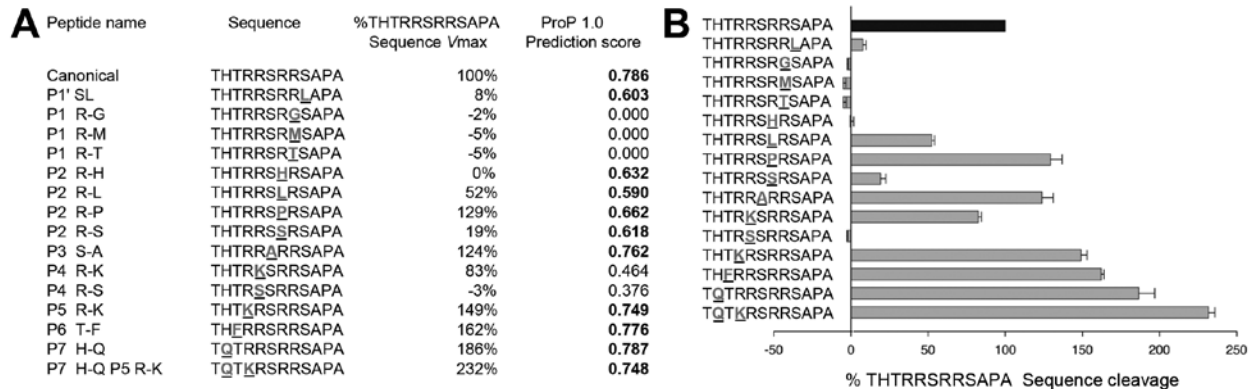 A
Peptide name Sequence %THTRRSRRSAPA ProP 1.0
Sequence Vmax Prediction score
Canonical THTRRSRRSAPA 100% 0.786
P1' SL THTRRSRRLAPA 8% 0.603
P1 R-G THTRRSRGSAPA -2% 0.000
P1 R-M THTRRSRMSAPA -5% 0.000
P1 R-T THTRRSRTSAPA -5% 0.000
P2 R-H THTRRSHRSAPA 0% 0.632
P2 R-L THTRRSLRSAPA 52% 0.590
P2 R-P THTRRSPRSAPA 129% 0.662
P2 R-S THTRRSSRSAPA 19% 0.618
P3 S-A THTRRARRSAPA 124% 0.762
P4 R-K THTRKSRRSAPA 83% 0.464
P4 R-S THTRSSRRSAPA -3% 0.376
P5 R-K THTKRSRRSAPA 149% 0.749
P6 T-F THFRRSRRSAPA 162% 0.776
P7 H-Q TQTRRSRRSAPA 186% 0.787
P7 H-Q P5 R-K TQTKRSRRSAPA 232% 0.748
B
THTRRSRRSAPA
THTRRSRRLAPA
THTRRSRGSAPA
THTRRSRMSAPA
THTRRSRTSAPA
THTRRSHRSAPA
THTRRSLRSAPA
THTRRSPRSAPA
THTRRSSRSAPA
THTRRARRSAPA
THTRKSRRSAPA
THTRSSRRSAPA
THTKRSRRSAPA
THFRRSRRSAPA
TQTRRSRRSAPA
TQTKRSRRSAPA
-50 0 50 100 150 200 250
% THTRRSRRSAPA Sequence cleavage